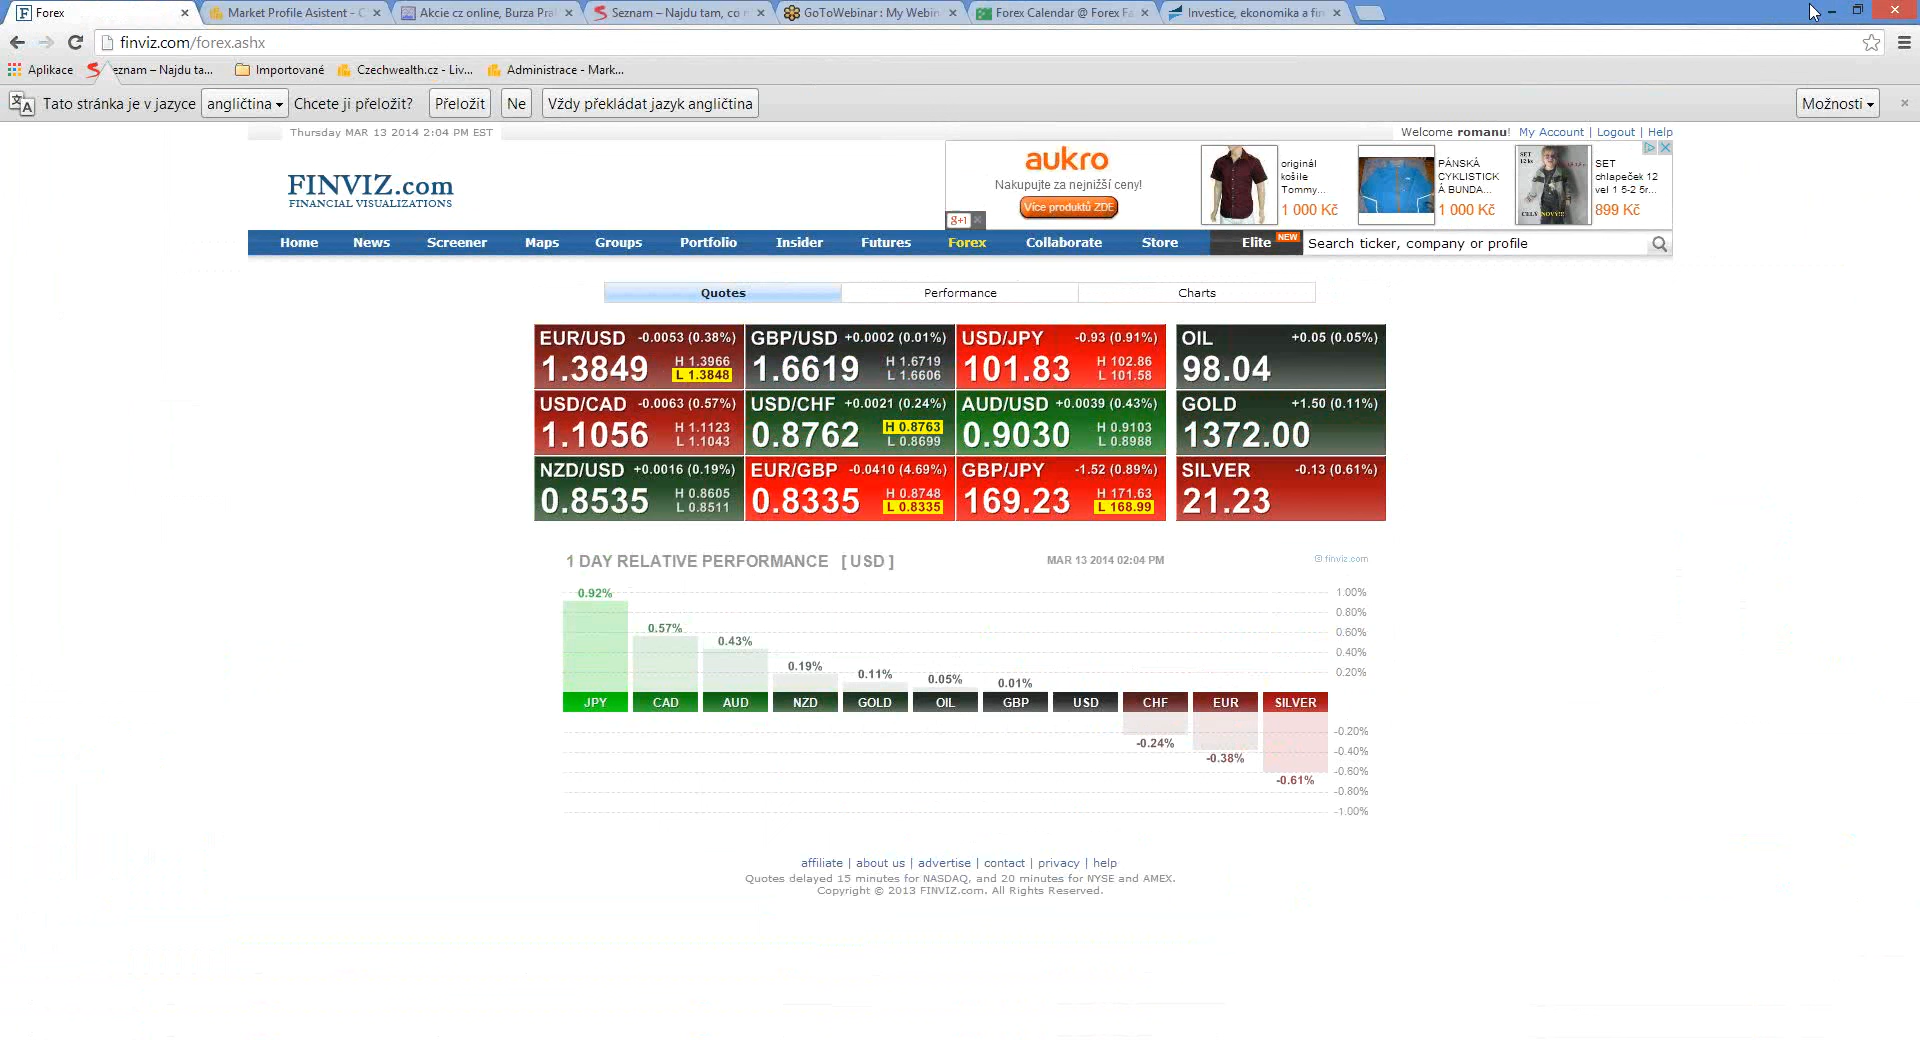 Forex
Market Profile Asistent - C
Akcie cz online, Burza Pra
Seznam – Najdu tam, co n
GoToWebinar : My Webin
Forex Calendar @ Forex Fa
Investice, ekonomika a fin
finviz.com/forex.ashx
Aplikace
eznam – Najdu ta...
Importované
Czechwealth.cz - Liv...
Administrace - Mark...
Tato stránka je v jazyce angličtina Chcete ji přeložit? Přeložit Ne Vždy překládat jazyk angličtina Možnosti
Thursday MAR 13 2014 2:04 PM EST
Welcome romanu! My Account | Logout | Help
FINVIZ.com
FINANCIAL VISUALIZATIONS
aukro
Nakupujte za nejnižší ceny!
Více produktů ZDE
g+1
originál
košile
Tommy...
1 000 Kč
PÁNSKÁ
CYKLISTICK
Á BUNDA...
1 000 Kč
SET
12 ks
CELÝ NOVÝ!!!
SET
chlapeček 12
vel 1 5-2 5r...
899 Kč
Home News Screener Maps Groups Portfolio Insider Futures Forex Collaborate Store Elite NEW Search ticker, company or profile
Quotes Performance Charts
EUR/USD -0.0053 (0.38%)
1.3849
H 1.3966
L 1.3848
GBP/USD +0.0002 (0.01%)
1.6619
H 1.6719
L 1.6606
USD/JPY -0.93 (0.91%)
101.83
H 102.86
L 101.58
OIL +0.05 (0.05%)
98.04
USD/CAD -0.0063 (0.57%)
1.1056
H 1.1123
L 1.1043
USD/CHF +0.0021 (0.24%)
0.8762
H 0.8763
L 0.8699
AUD/USD +0.0039 (0.43%)
0.9030
H 0.9103
L 0.8988
GOLD +1.50 (0.11%)
1372.00
NZD/USD +0.0016 (0.19%)
0.8535
H 0.8605
L 0.8511
EUR/GBP -0.0410 (4.69%)
0.8335
H 0.8748
L 0.8335
GBP/JPY -1.52 (0.89%)
169.23
H 171.63
L 168.99
SILVER -0.13 (0.61%)
21.23
1 DAY RELATIVE PERFORMANCE [ USD ]
MAR 13 2014 02:04 PM
© finviz.com
0.92%
0.57%
0.43%
0.19%
0.11%
0.05%
0.01%
1.00%
0.80%
0.60%
0.40%
0.20%
JPY CAD AUD NZD GOLD OIL GBP USD CHF EUR SILVER
-0.24%
-0.38%
-0.61%
-0.20%
-0.40%
-0.60%
-0.80%
-1.00%
affiliate | about us | advertise | contact | privacy | help
Quotes delayed 15 minutes for NASDAQ, and 20 minutes for NYSE and AMEX.
Copyright © 2013 FINVIZ.com. All Rights Reserved.